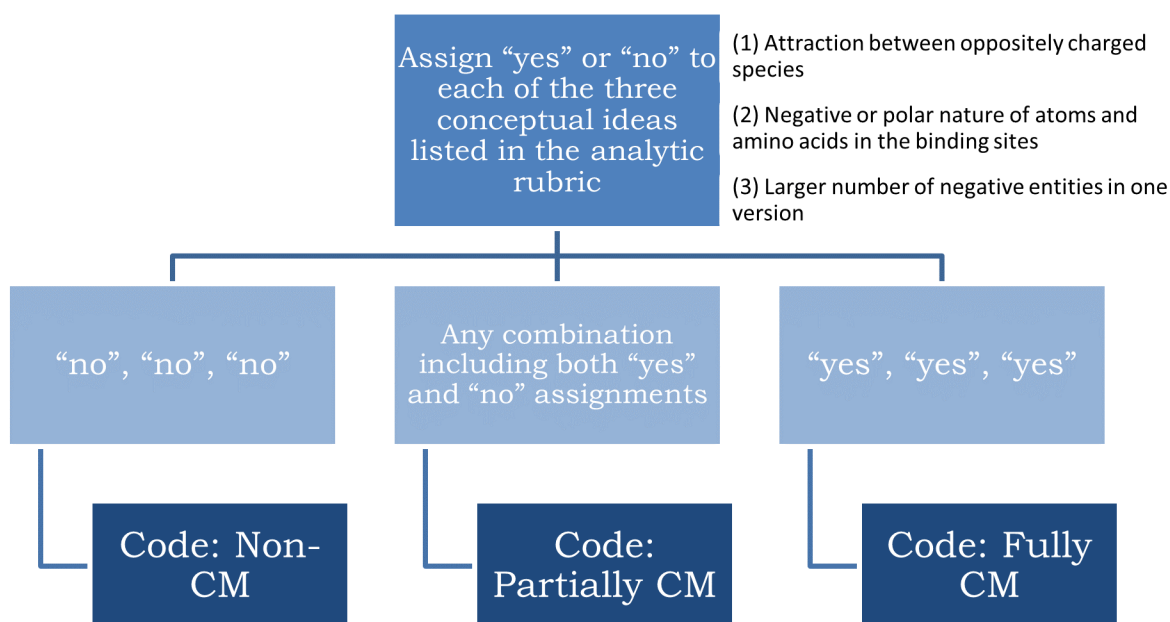 Assign “yes” or “no” to
each of the three
conceptual ideas
listed in the analytic
rubric
(1) Attraction between oppositely charged
species
(2) Negative or polar nature of atoms and
amino acids in the binding sites
(3) Larger number of negative entities in one
version
“no”, “no”, “no”
Any combination
including both “yes”
and “no” assignments
“yes”, “yes”, “yes”
Code: Non-
CM
Code:
Partially CM
Code: Fully
CM